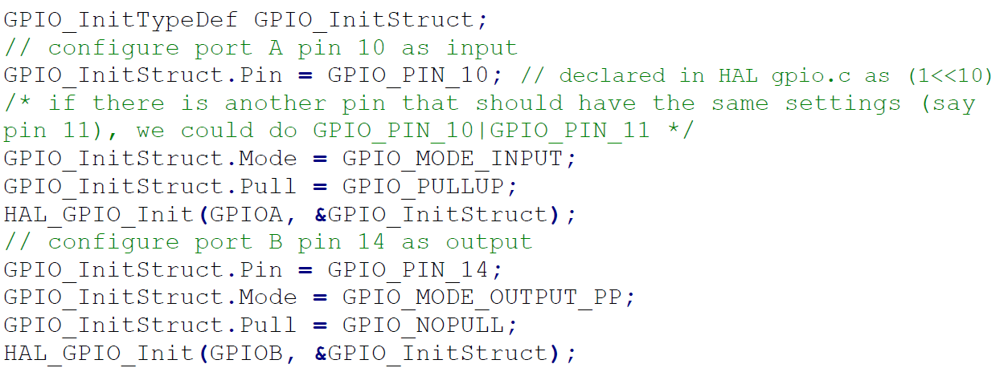 GPIO_InitTypeDef GPIO_InitStruct;
// configure port A pin 10 as input
GPIO_InitStruct.Pin = GPIO_PIN_10; // declared in HAL gpio.c as (1<<10)
/* if there is another pin that should have the same settings (say
pin 11), we could do GPIO_PIN_10|GPIO_PIN_11 */
GPIO_InitStruct.Mode = GPIO_MODE_INPUT;
GPIO_InitStruct.Pull = GPIO_PULLUP;
HAL_GPIO_Init(GPIOA, &GPIO_InitStruct);
// configure port B pin 14 as output
GPIO_InitStruct.Pin = GPIO_PIN_14;
GPIO_InitStruct.Mode = GPIO_MODE_OUTPUT_PP;
GPIO_InitStruct.Pull = GPIO_NOPULL;
HAL_GPIO_Init(GPIOB, &GPIO_InitStruct);